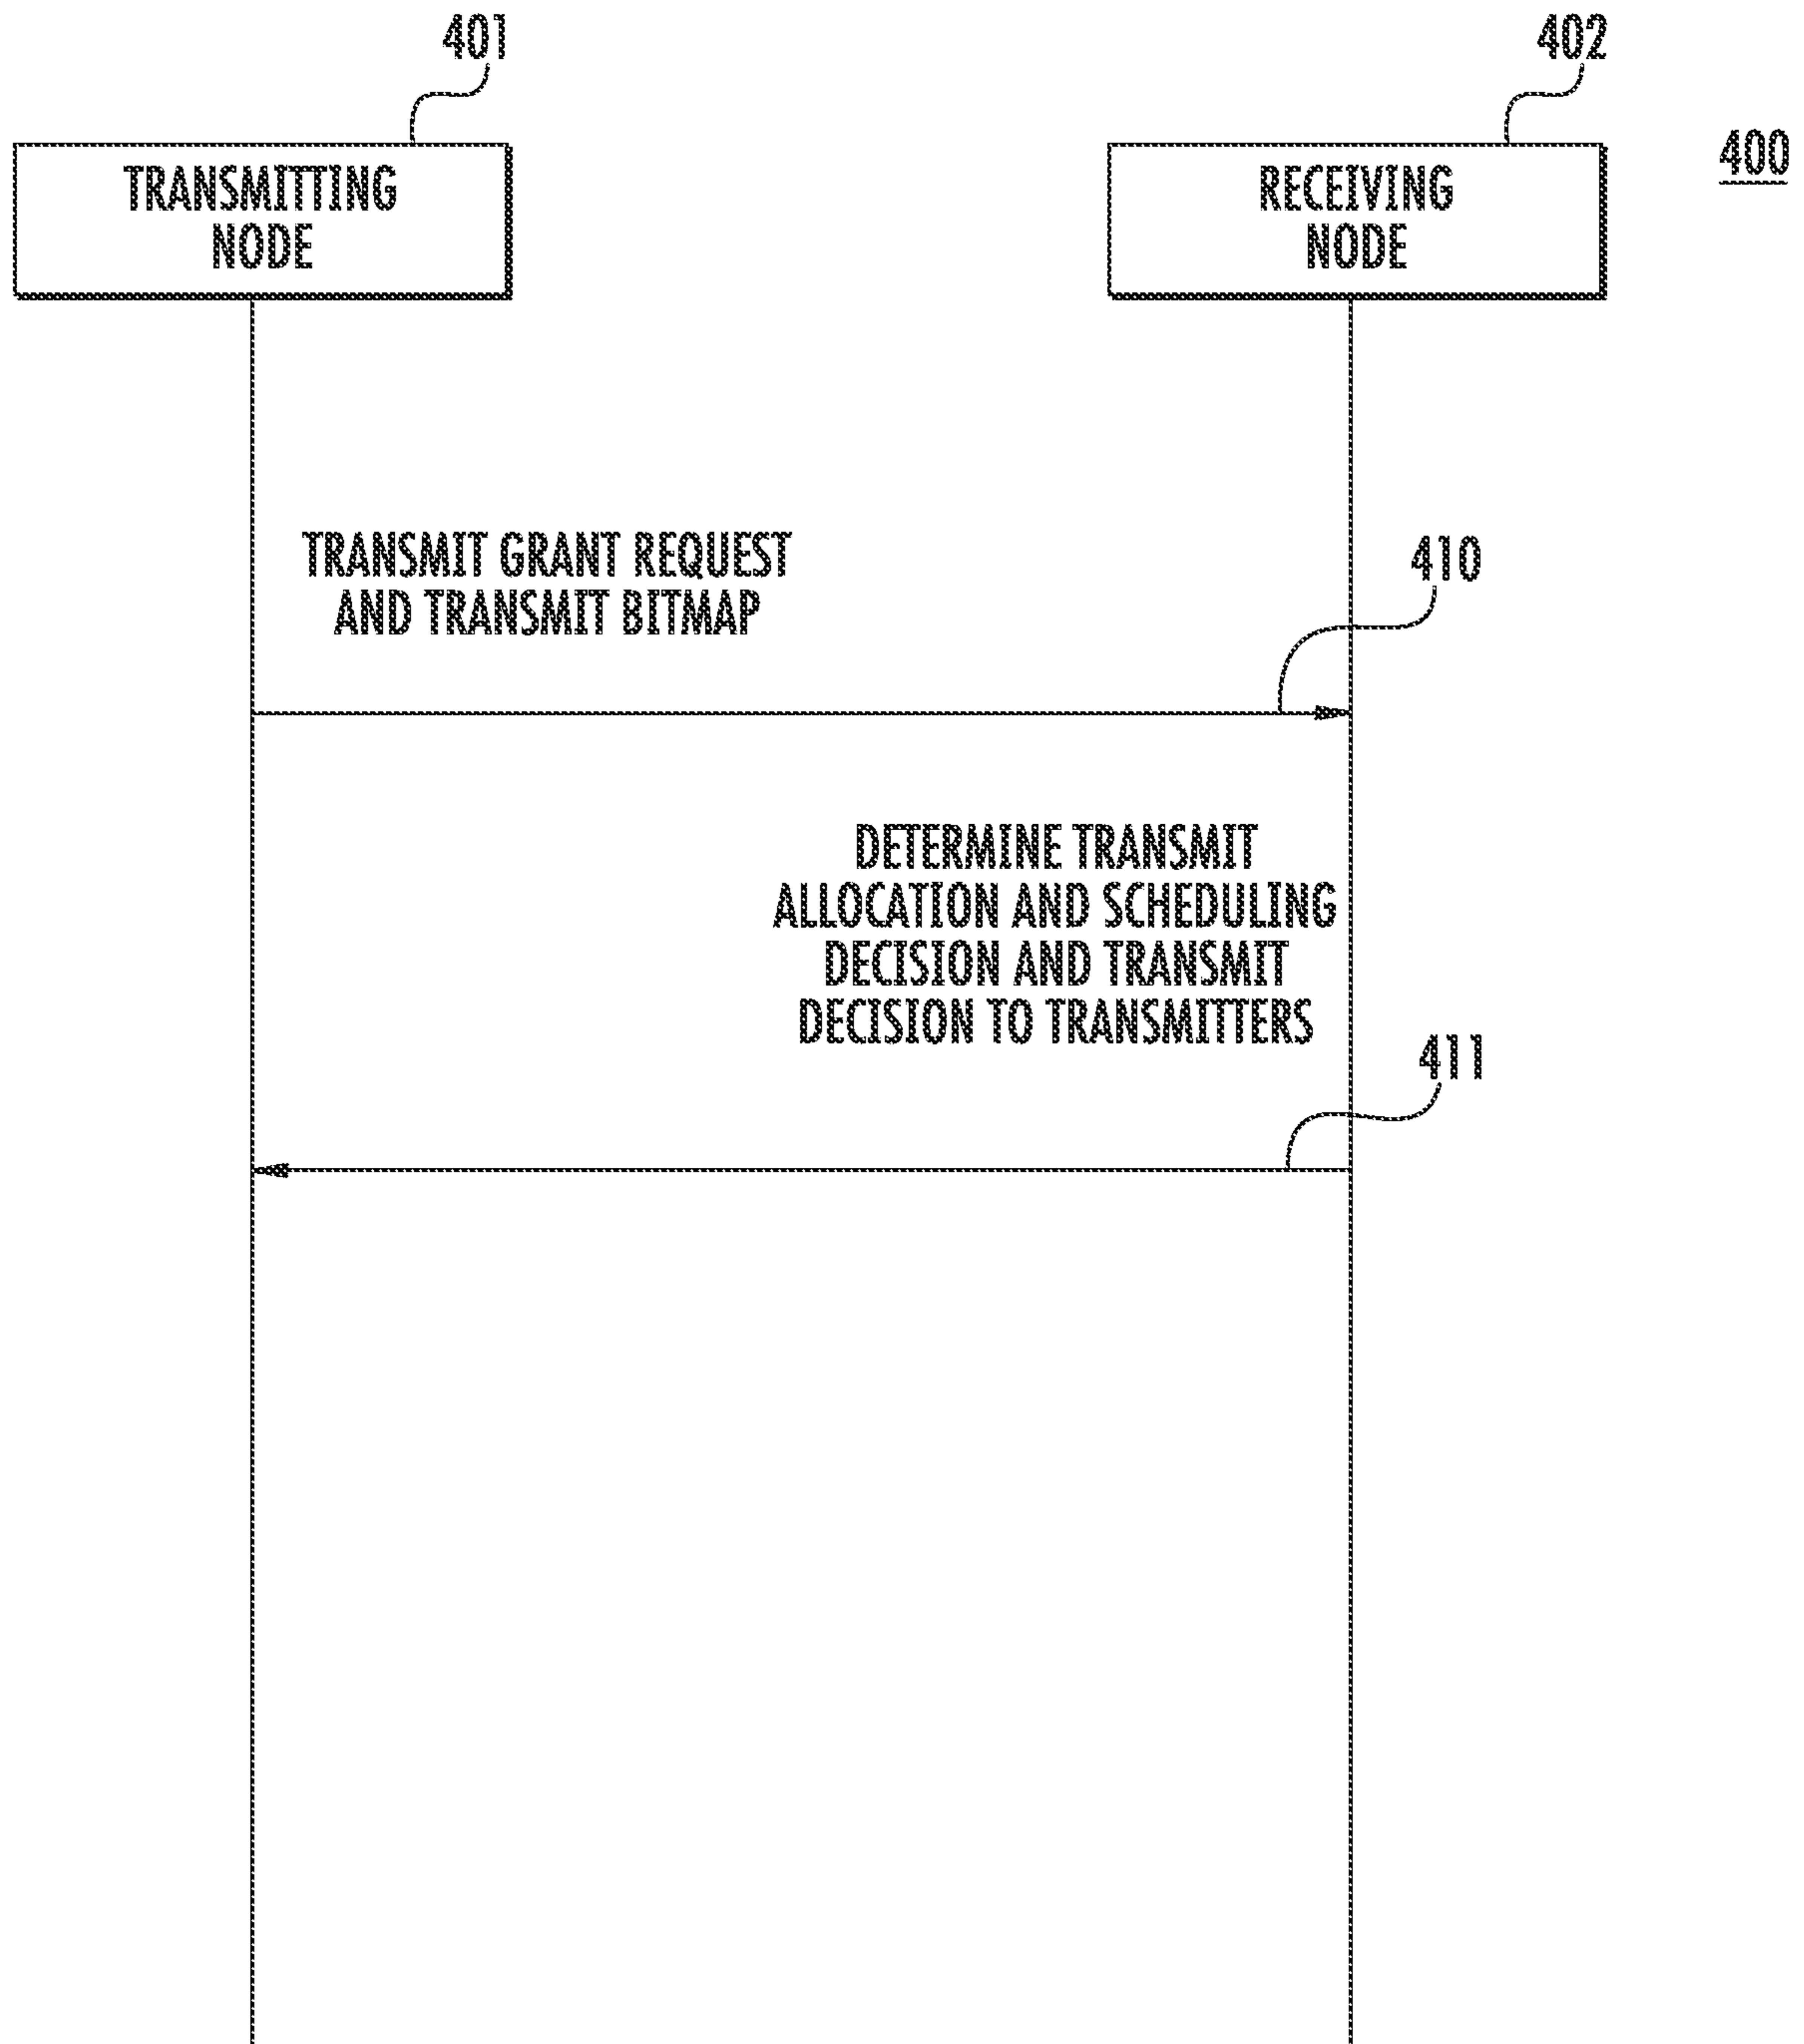 401
402
400
TRANSMITTING
NODE
RECEIVING
NODE
TRANSMIT GRANT REQUEST
AND TRANSMIT BITMAP
410
DETERMINE TRANSMIT
ALLOCATION AND SCHEDULING
DECISION AND TRANSMIT
DECISION TO TRANSMITTERS
411